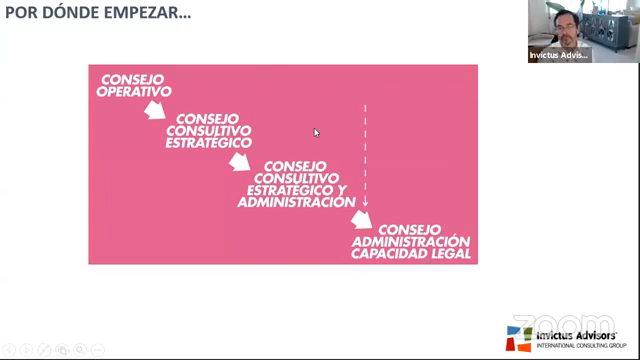 POR DÓNDE EMPEZAR...
Invictus Advis...
CONSEJO
OPERATIVO
CONSEJO
CONSULTIVO
ESTRATÉGICO
CONSEJO
CONSULTIVO
ESTRATÉGICO Y
ADMINISTRACIÓN
CONSEJO
ADMINISTRACIÓN
CAPACIDAD LEGAL
zoom
Invictus Advisors
INTERNATIONAL CONSULTING GROUP